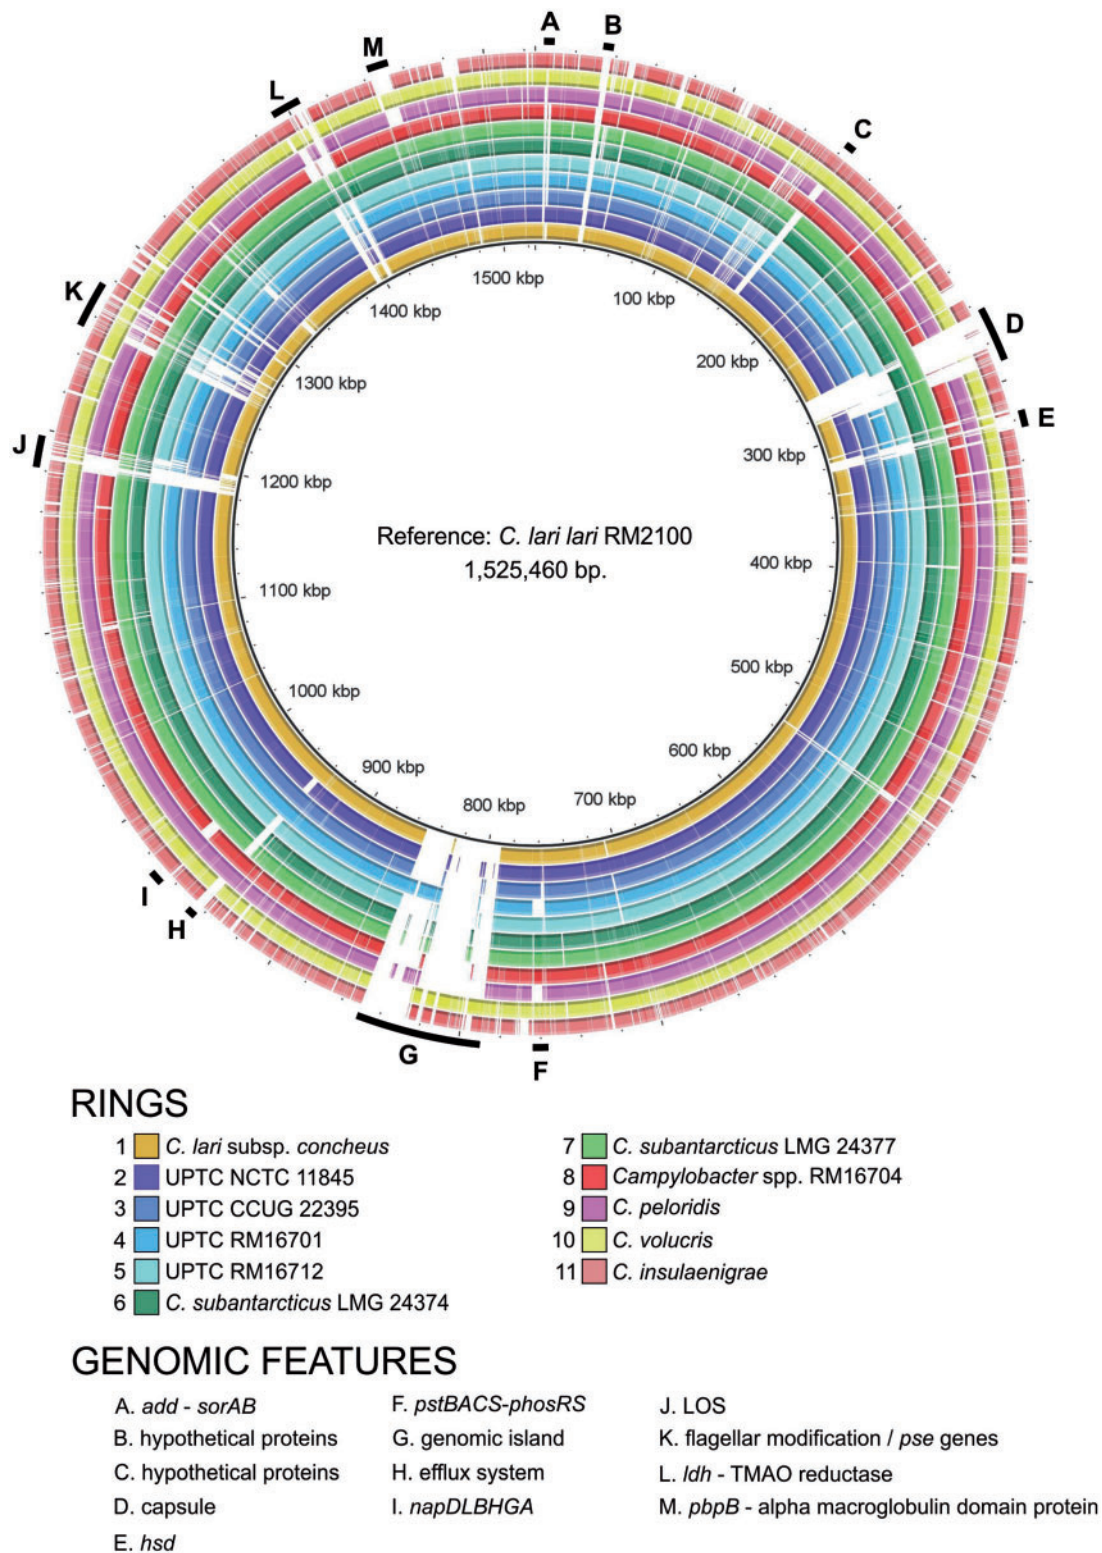 A
B
M
L
C
K
D
E
J
1500 kbp
100 kbp
1400 kbp
200 kbp
1300 kbp
300 kbp
1200 kbp
Reference: C. lari lari RM2100
1,525,460 bp.
400 kbp
1100 kbp
500 kbp
1000 kbp
600 kbp
900 kbp
700 kbp
800 kbp
I
H
G
F
RINGS
1 C. lari subsp. concheus
2 UPTC NCTC 11845
3 UPTC CCUG 22395
4 UPTC RM16701
5 UPTC RM16712
6 C. subantarcticus LMG 24374
7 C. subantarcticus LMG 24377
8 Campylobacter spp. RM16704
9 C. peloridis
10 C. volucris
11 C. insulaenigrae
GENOMIC FEATURES
A. add - sorAB
B. hypothetical proteins
C. hypothetical proteins
D. capsule
E. hsd
F. pstBACS-phosRS
G. genomic island
H. efflux system
I. napDLBHGA
J. LOS
K. flagellar modification / pse genes
L. ldh - TMAO reductase
M. pbpB - alpha macroglobulin domain protein